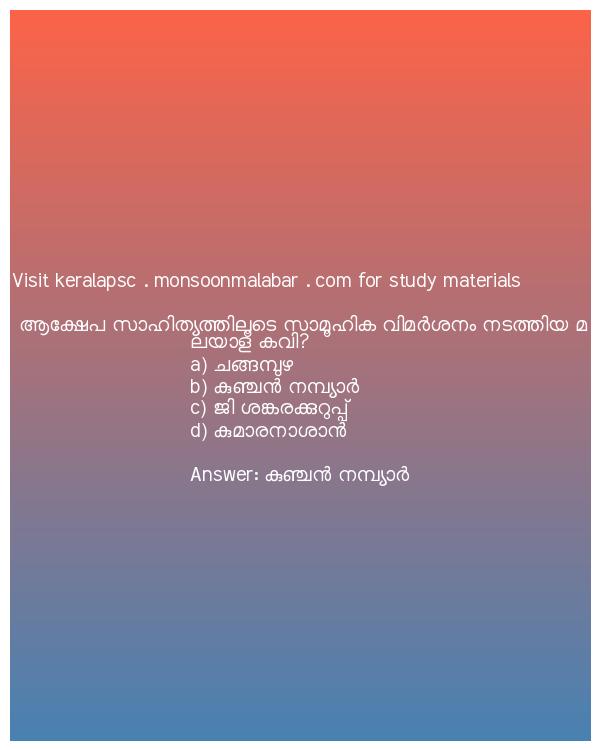 Visit keralapsc . monsoonmalabar . com for study materials
ആക്ഷേപ സാഹിത്യത്തിലൂടെ സാമൂഹിക വിമർശനം നടത്തിയ മ
ലയാള കവി?
a) ചങ്ങമ്പുഴ
b) കുഞ്ചൻ നമ്പ്യാർ
c) ജി ശങ്കരക്കുറുപ്പ്
d) കുമാരനാശാൻ
Answer: കുഞ്ചൻ നമ്പ്യാർ